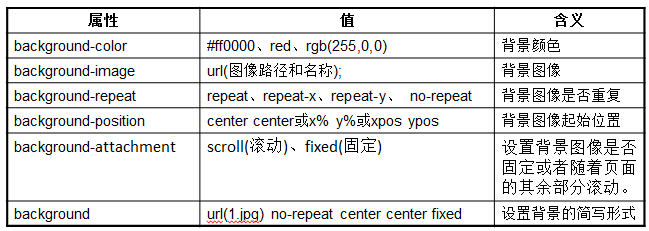 属性 值 含义
background-color #ff0000、red、rgb(255,0,0) 背景颜色
background-image url(图像路径和名称); 背景图像
background-repeat repeat、repeat-x、repeat-y、 no-repeat 背景图像是否重复
background-position center center或x% y%或xpos ypos 背景图像起始位置
background-attachment scroll(滚动)、fixed(固定) 设置背景图像是否
固定或者随着页面
的其余部分滚动。
background url(1.jpg) no-repeat center center fixed 设置背景的简写形式